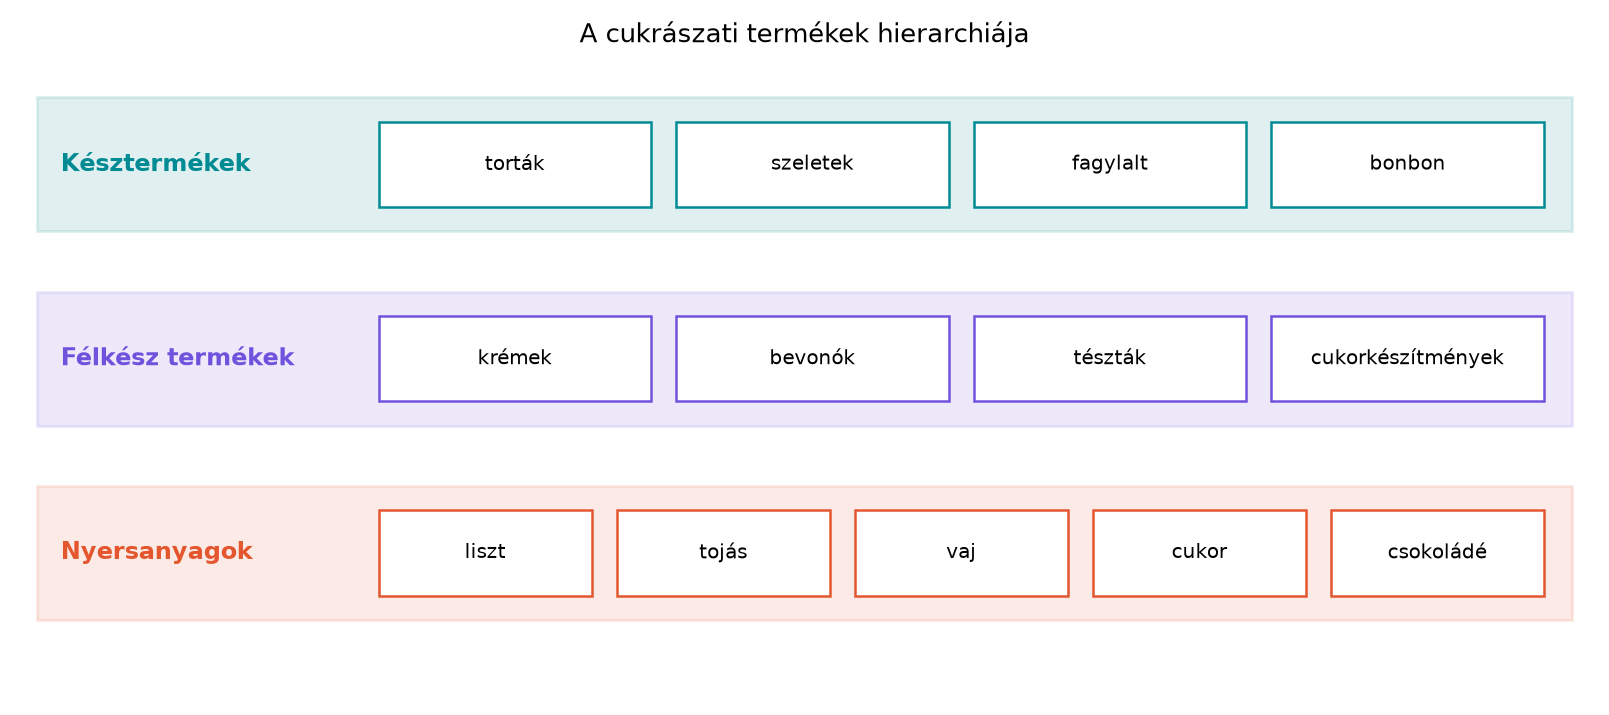 A cukrászati termékek hierarchiája
Késztermékek
torták
szeletek
fagylalt
bonbon
Félkész termékek
krémek
bevonók
tészták
cukorkészítmények
Nyersanyagok
liszt
tojás
vaj
cukor
csokoládé